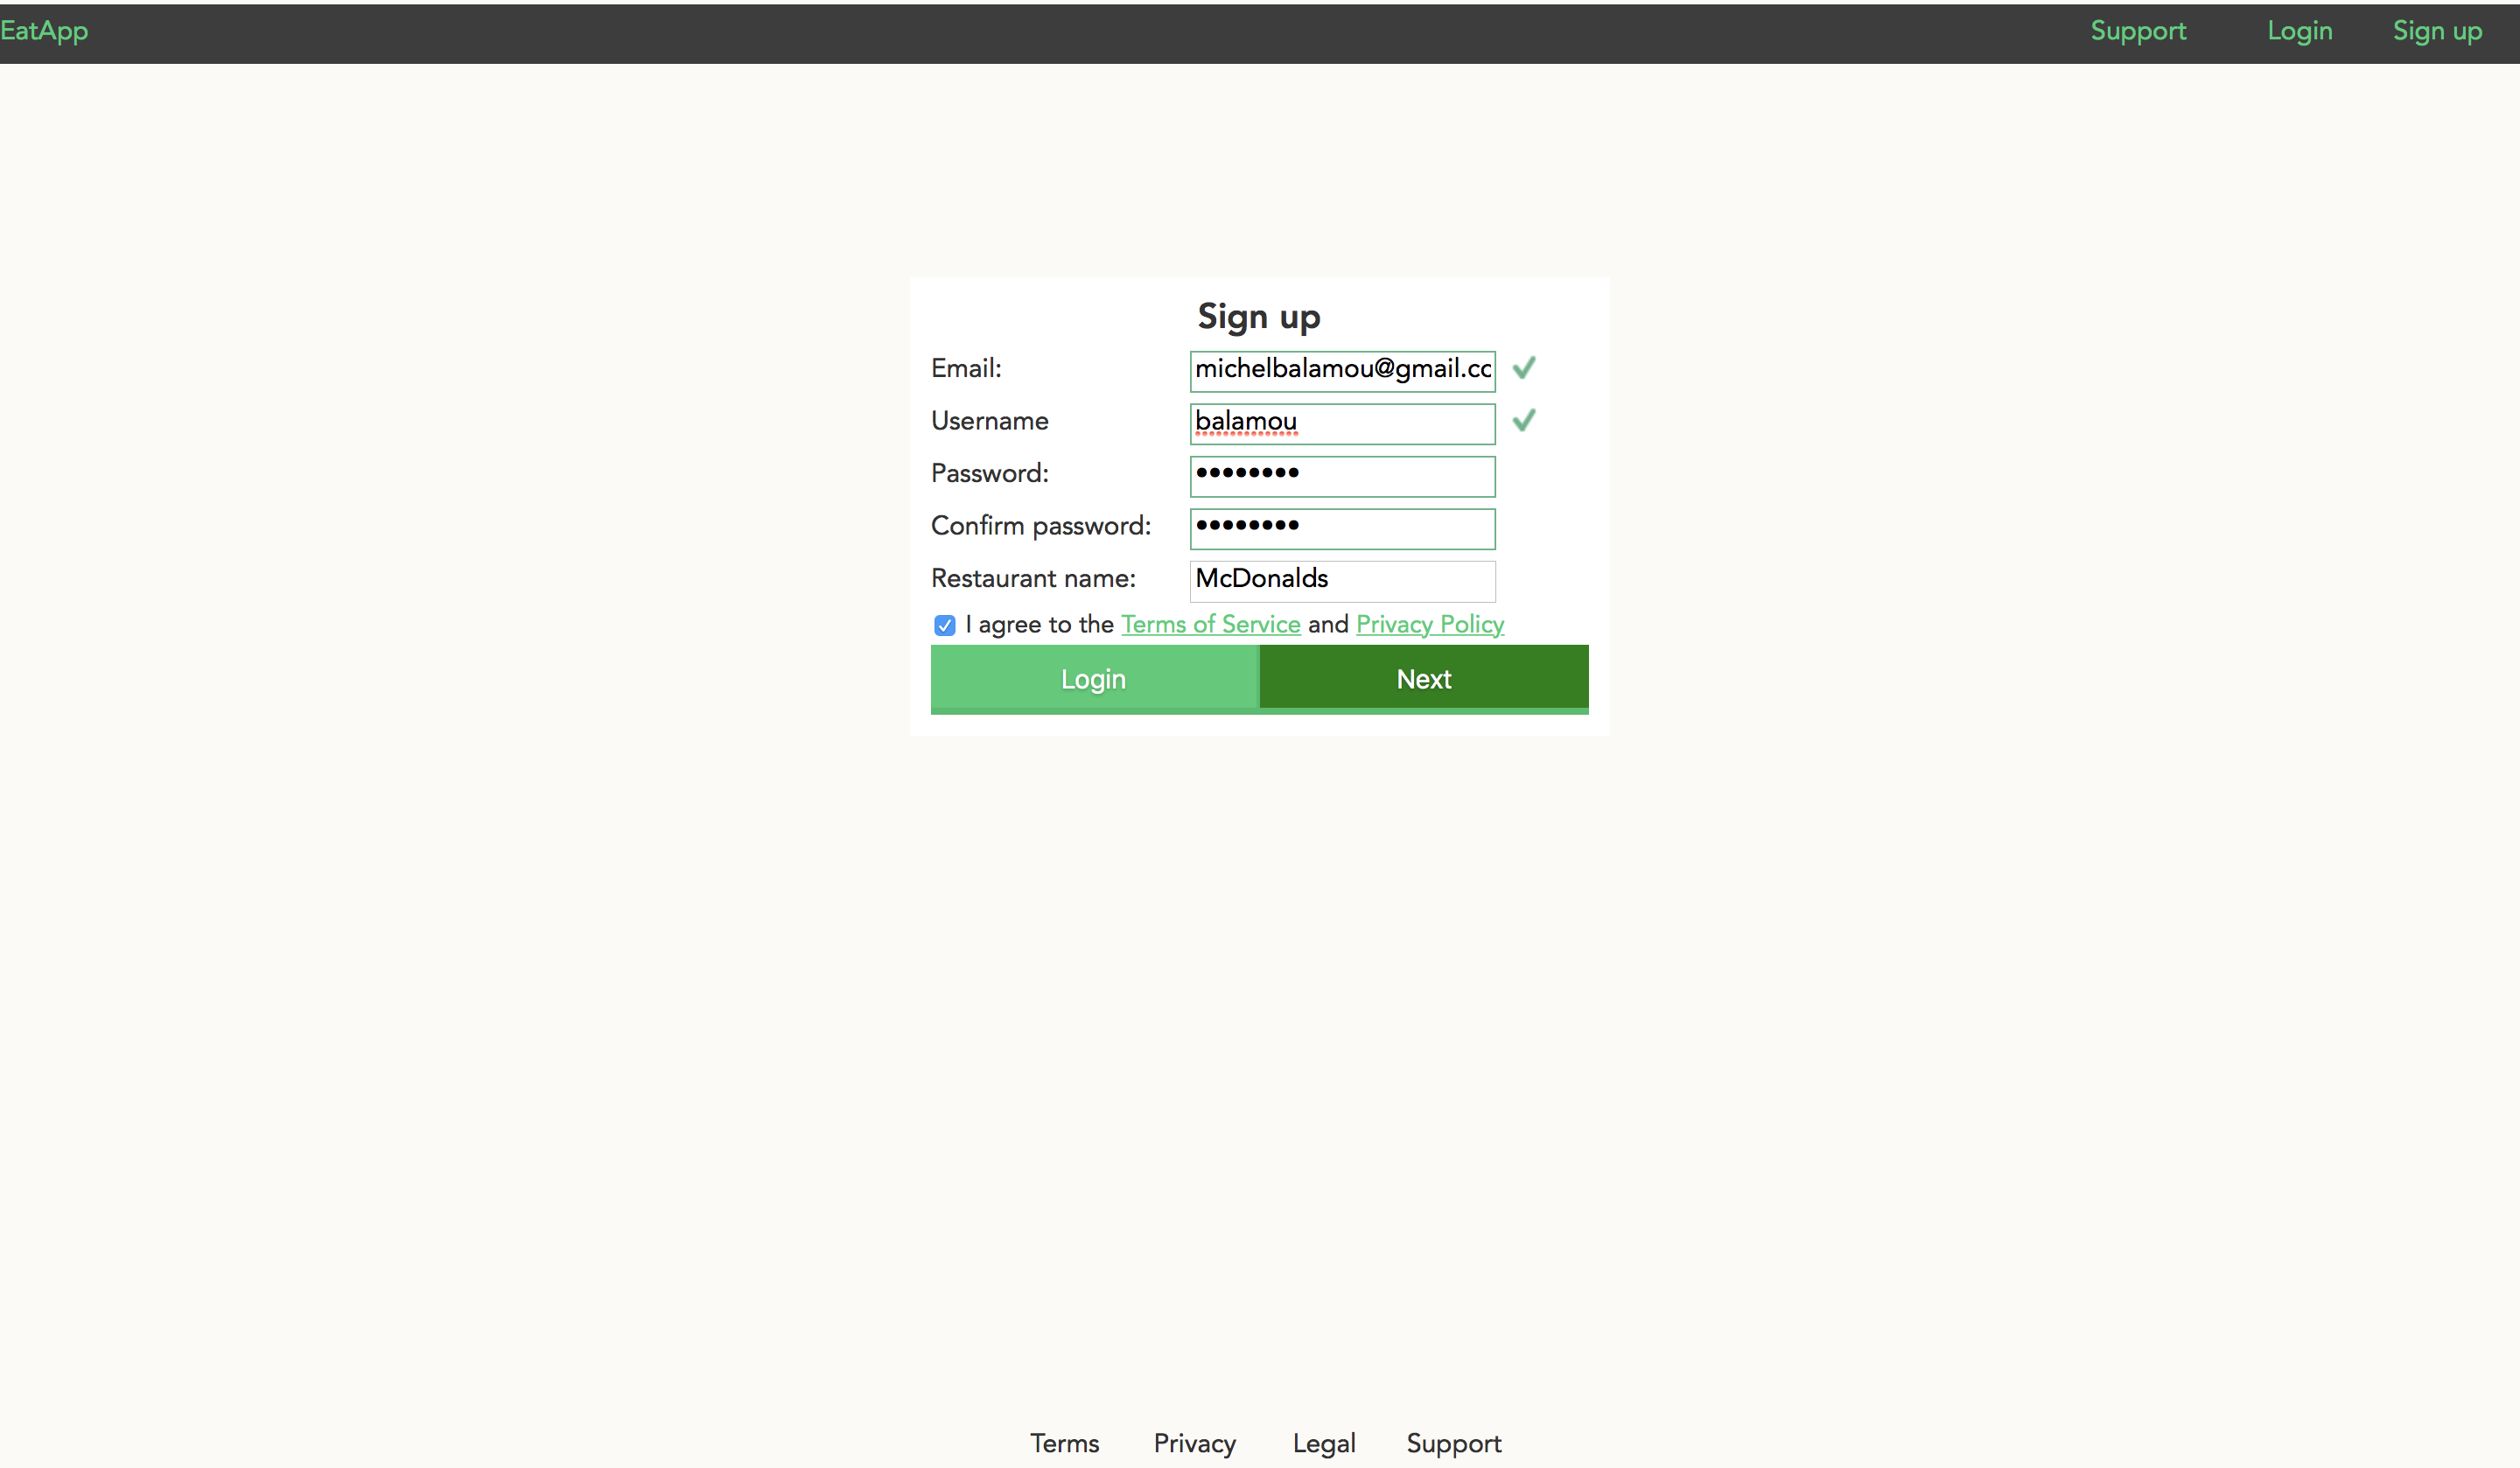 EatApp Support Login Sign up
Sign up
Email: michelbalamou@gmail.cc
Username balamou
Password: ••••••••
Confirm password: ••••••••
Restaurant name: McDonalds
I agree to the Terms of Service and Privacy Policy
Login Next
Terms Privacy Legal Support